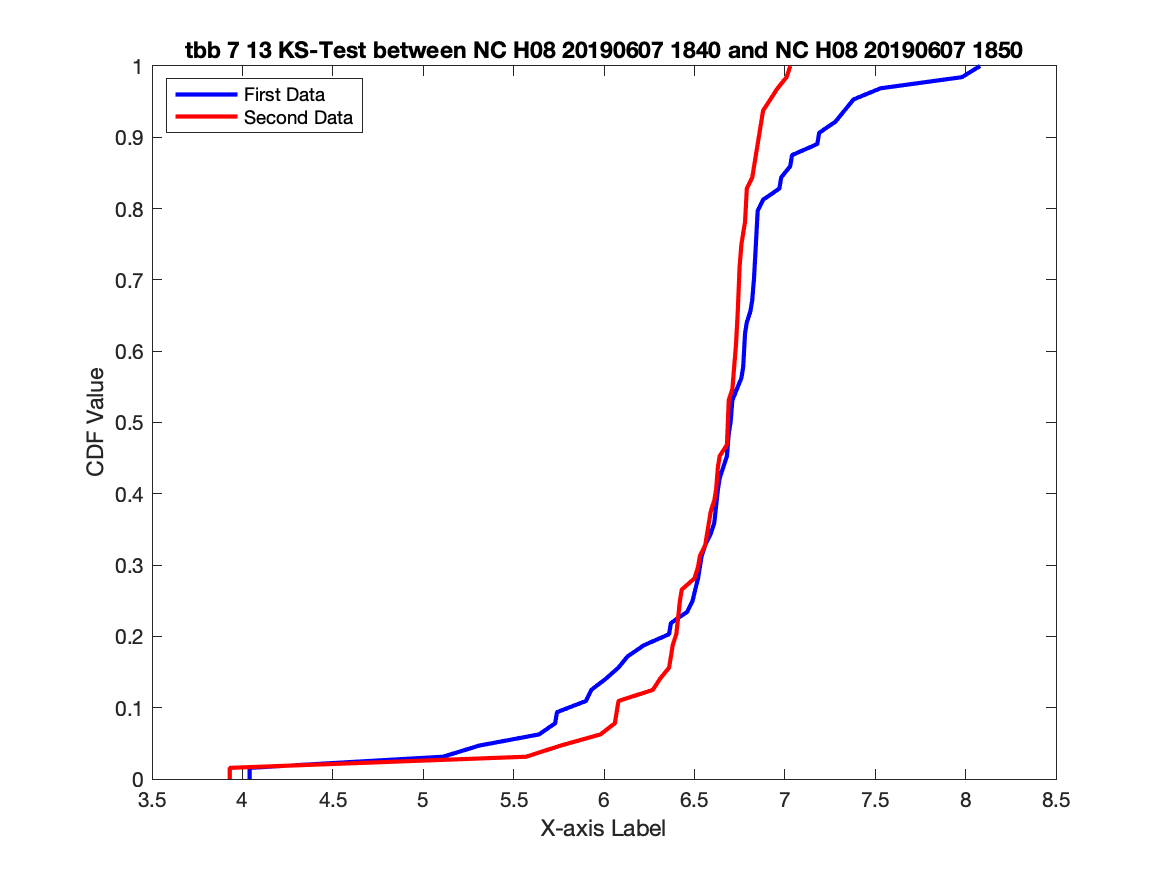 tbb 7 13 KS-Test between NC H08 20190607 1840 and NC H08 20190607 1850
First Data
Second Data
1
0.9
0.8
0.7
0.6
0.5
0.4
0.3
0.2
0.1
0
CDF Value
3.5 4 4.5 5 5.5 6 6.5 7 7.5 8 8.5
X-axis Label